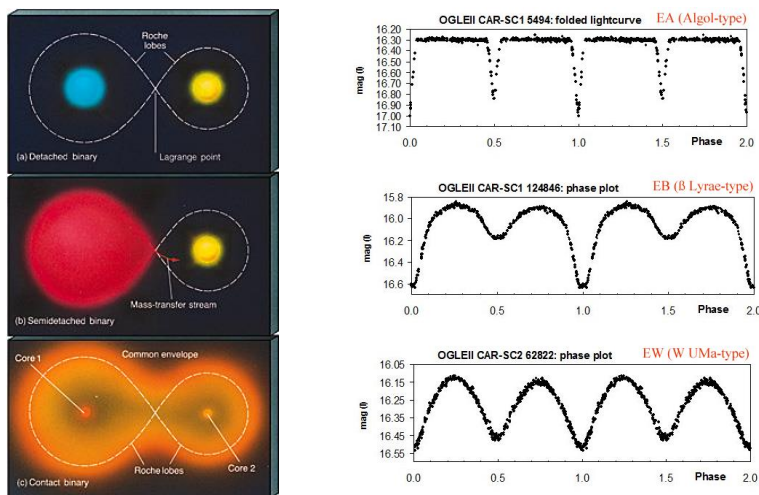 Roche
lobes
(a) Detached binary
Lagrange point
Mass-transfer stream
(b) Semidetached binary
Core 1
Common envelope
Roche lobes
Core 2
(c) Contact binary
OGLEII CAR-SC1 5494: folded lightcurve EA (Algol-type)
mag (I)
16.20
16.30
16.40
16.50
16.60
16.70
16.80
16.90
17.00
17.10
0.0 0.5 1.0 1.5 2.0
Phase
OGLEII CAR-SC1 124846: phase plot EB (ß Lyrae-type)
mag (I)
15.8
16.0
16.2
16.4
16.6
0.0 0.5 1.0 1.5 2.0
Phase
OGLEII CAR-SC2 62822: phase plot EW (W UMa-type)
mag (I)
16.05
16.15
16.25
16.35
16.45
16.55
0.0 0.5 1.0 1.5 2.0
Phase